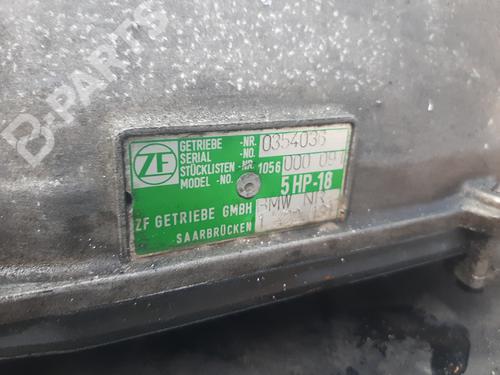 B-PARTS
ZF
GETRIEBE -NR. 0354036
SERIAL -NO.
STÜCKLISTEN -NR. 1056 000 091
MODEL -NO. 5 HP-18
ZF GETRIEBE GMBH BMW NR
SAARBRÜCKEN